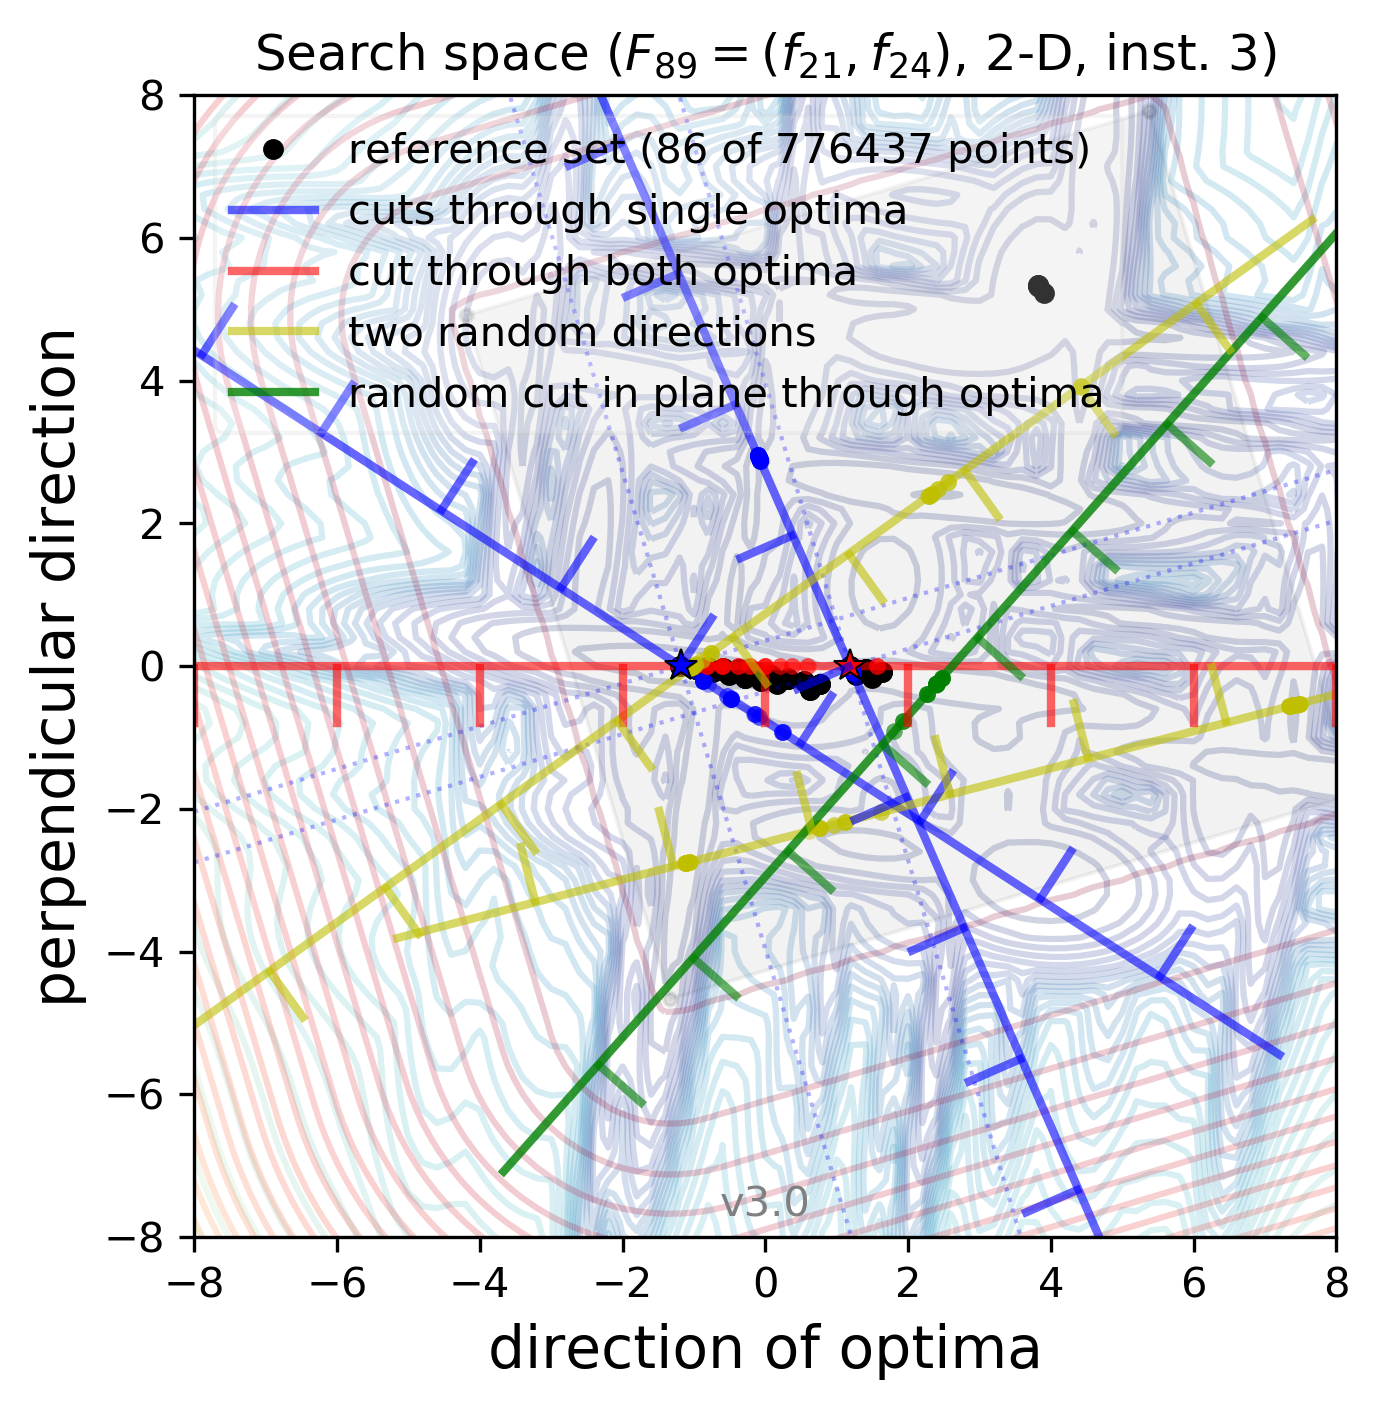 Search space (F₈₉ = (f₂₁, f₂₄), 2-D, inst. 3)
8
6
4
2
0
−2
−4
−6
−8
perpendicular direction
reference set (86 of 776437 points)
cuts through single optima
cut through both optima
two random directions
random cut in plane through optima
v3.0
−8 −6 −4 −2 0 2 4 6 8
direction of optima